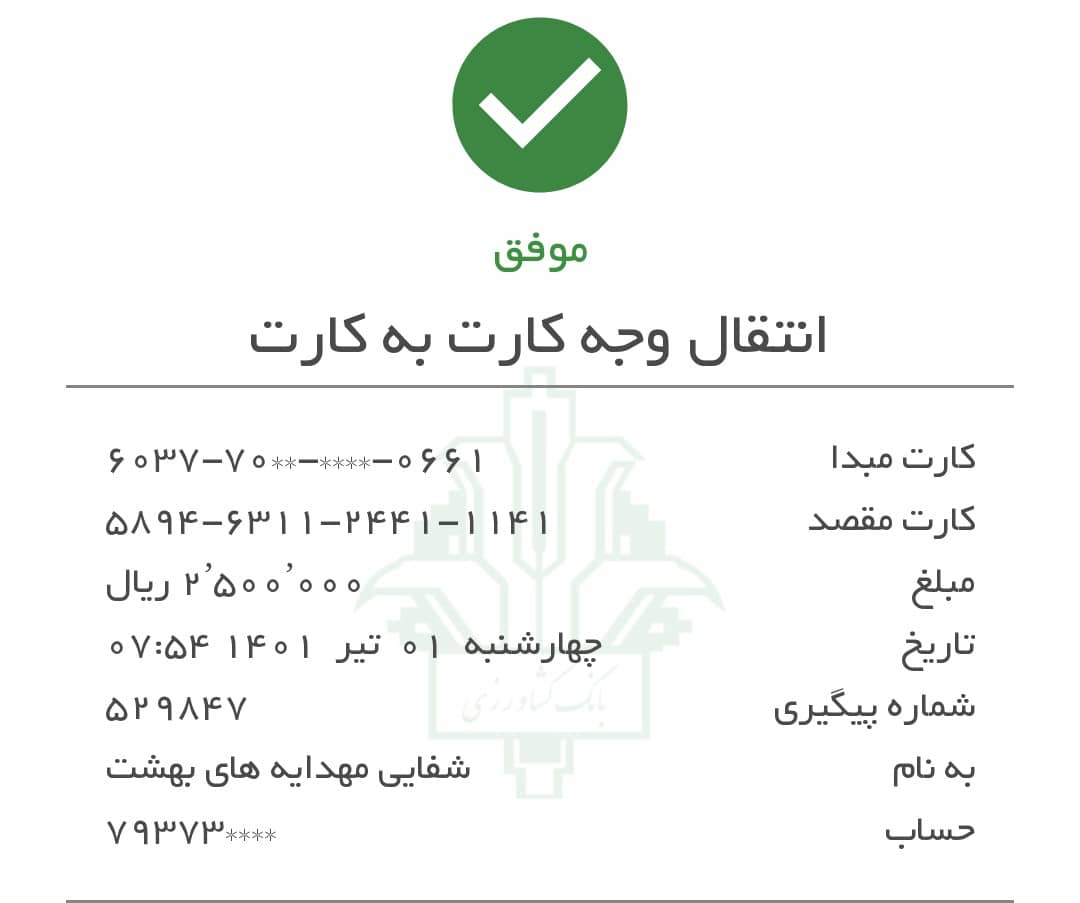 موفق
انتقال وجه کارت به کارت
کارت مبدا ۶۰۳۷-۷۰**-****-۰۶۶۱
کارت مقصد ۵۸۹۴-۶۳۱۱-۲۴۴۱-۱۱۴۱
مبلغ ۲٬۵۰۰٬۰۰۰ ریال
تاریخ چهارشنبه ۰۱ تیر ۱۴۰۱ ۰۷:۵۴
شماره پیگیری ۵۲۹۸۴۷
به نام شفایی مهدایه های بهشت
حساب ۷۹۳۷۳****
بانک کشاورزی